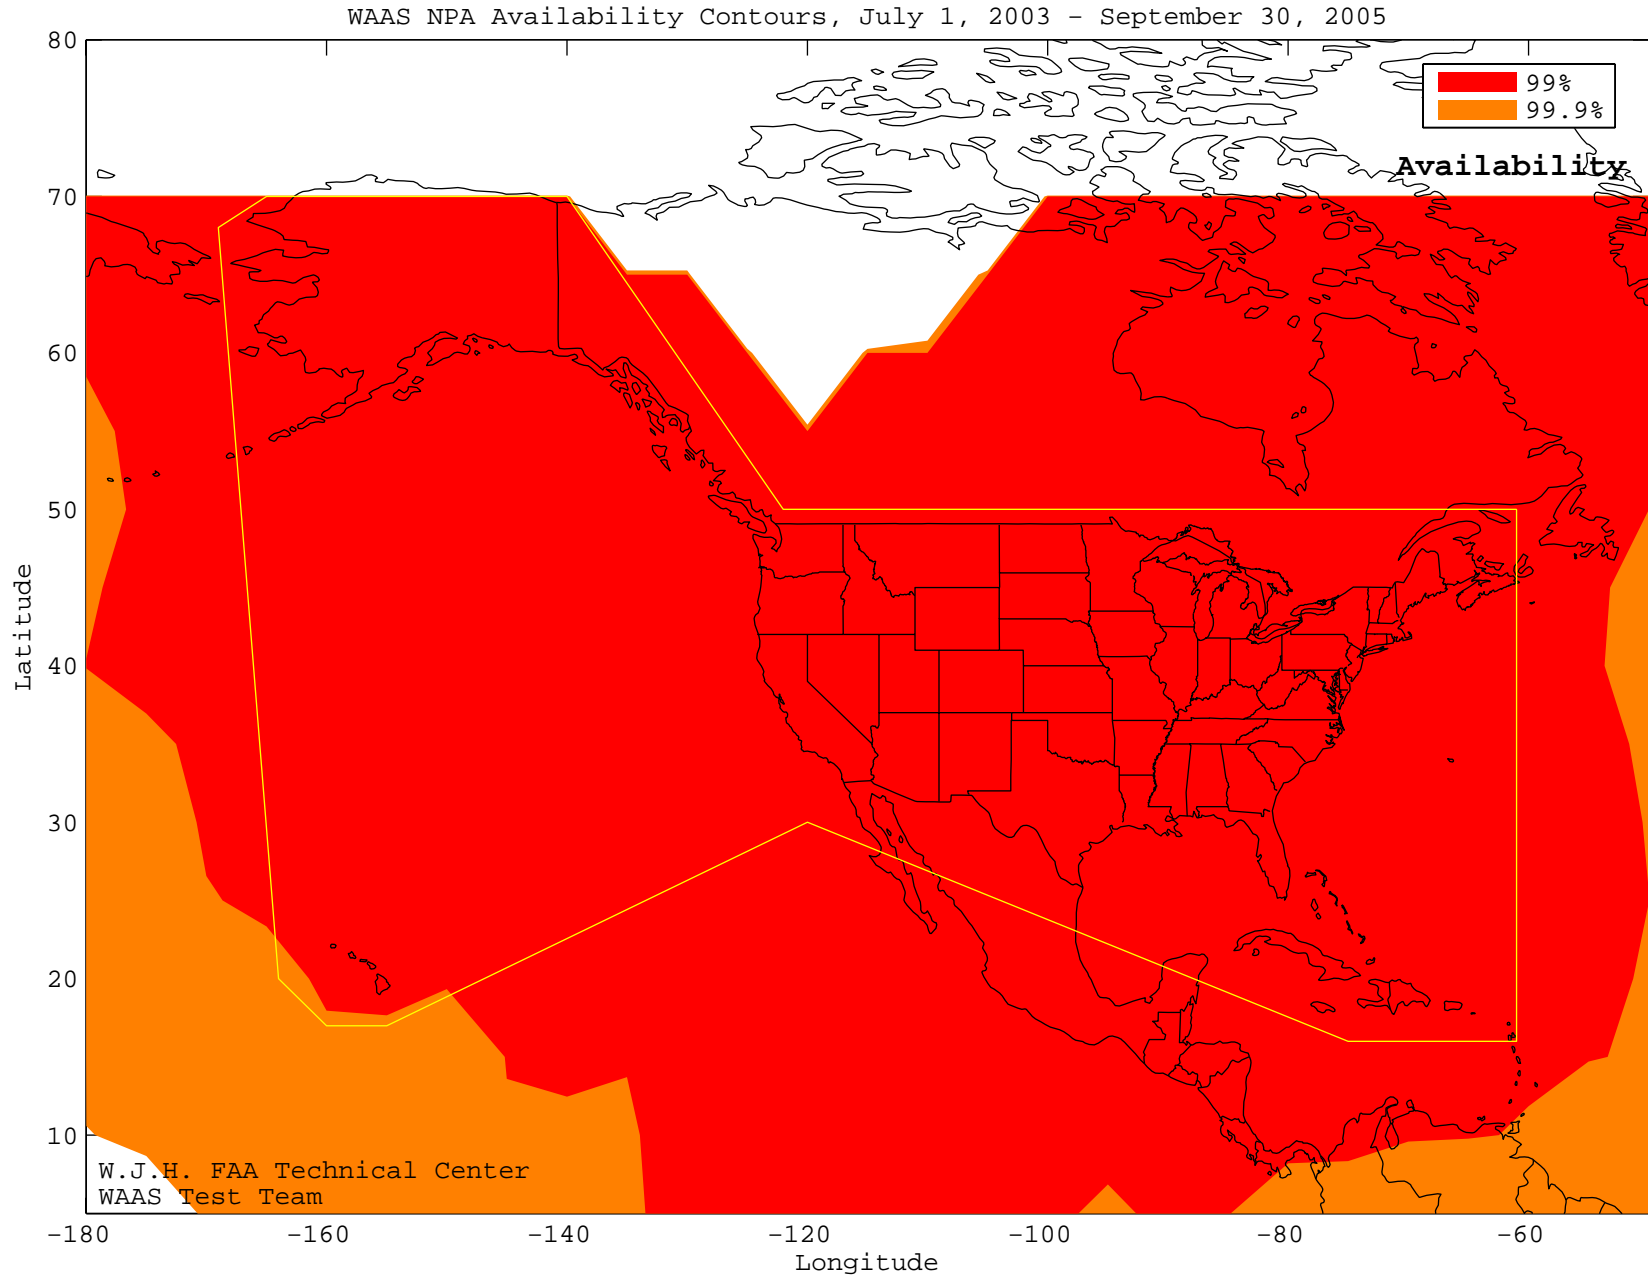 WAAS NPA Availability Contours, July 1, 2003 - September 30, 2005
80
99%
99.9%
Availability
70
60
50
Latitude
40
30
20
10
W.J.H. FAA Technical Center
WAAS Test Team
-180 -160 -140 -120 -100 -80 -60
Longitude